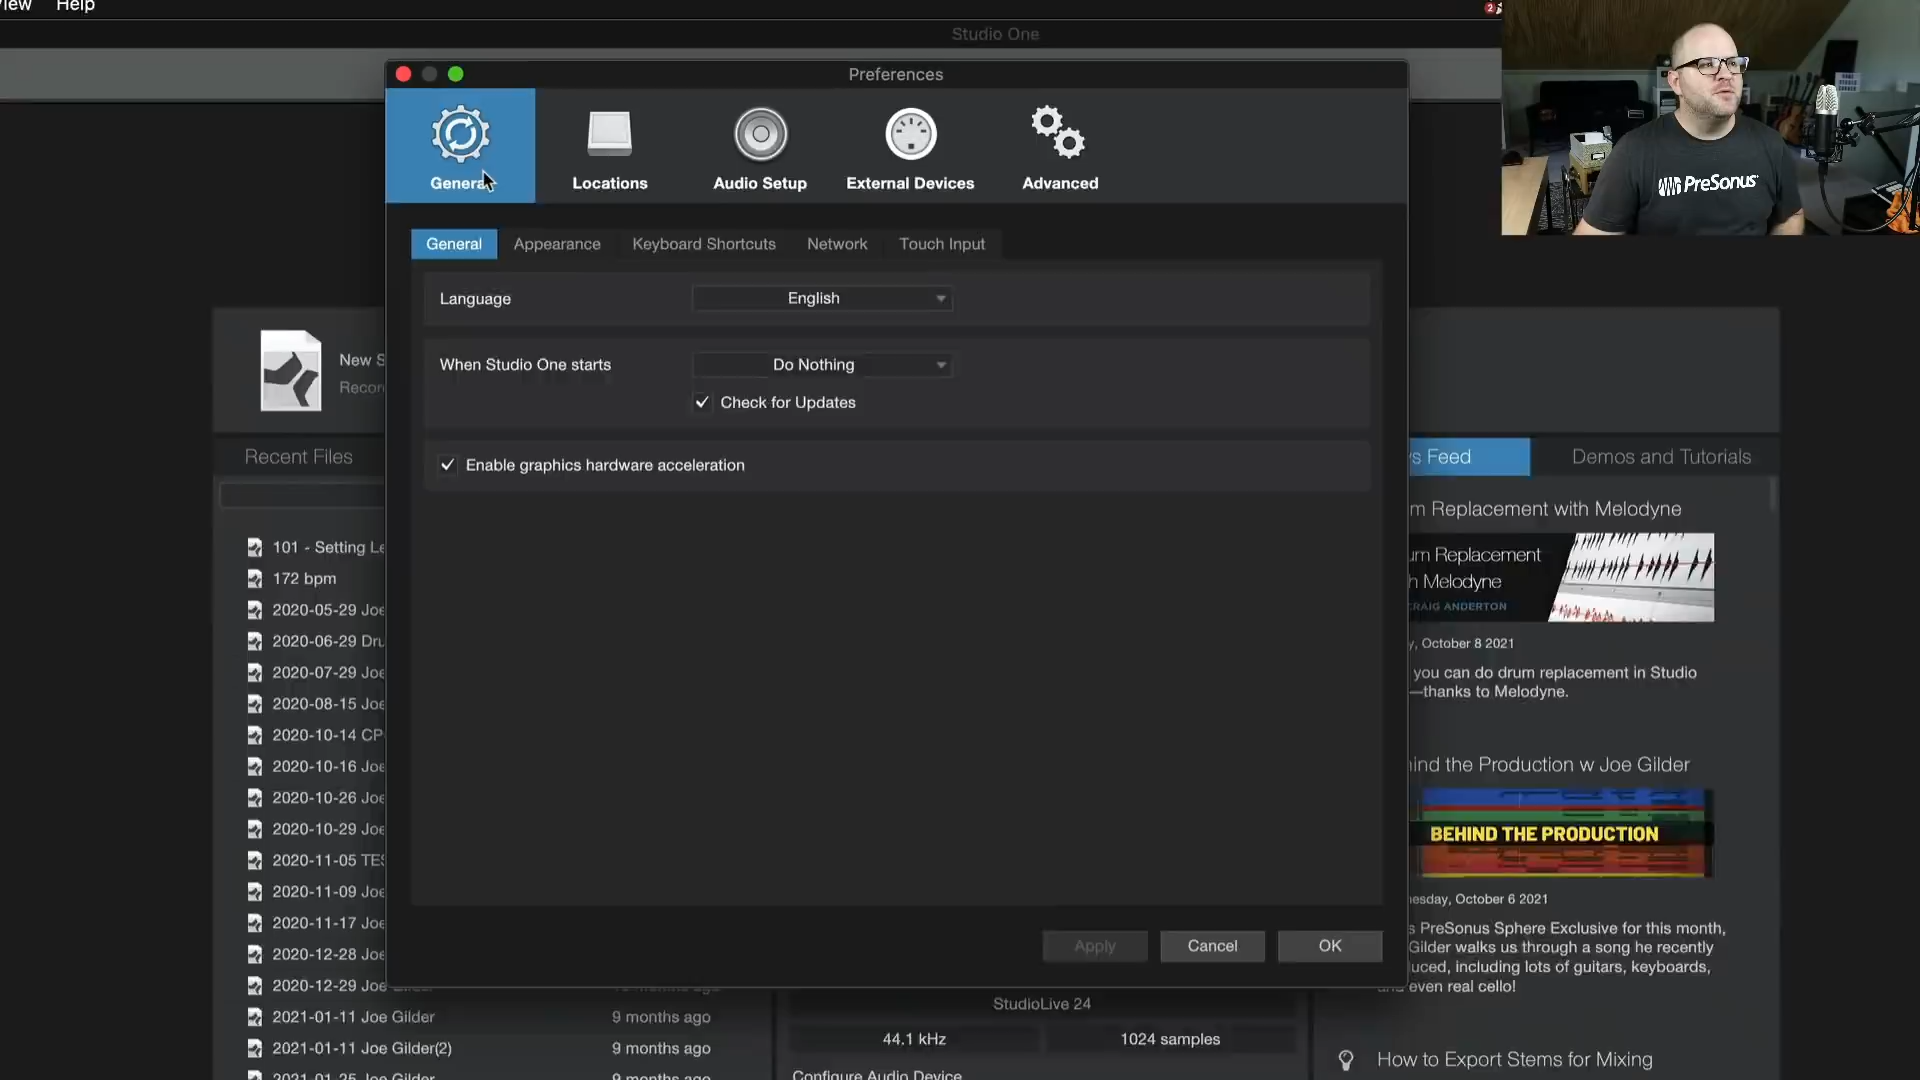 Help
Studio One
Preferences
General
Locations
Audio Setup
External Devices
Advanced
General
Appearance
Keyboard Shortcuts
Network
Touch Input
Language
English
When Studio One starts
Do Nothing
Check for Updates
Enable graphics hardware acceleration
Apply
Cancel
OK
PreSonus
New S
Recor
Recent Files
101 - Setting Le
172 bpm
2020-05-29 Joe
2020-06-29 Dru
2020-07-29 Joe
2020-08-15 Joe
2020-10-14 CP
2020-10-16 Joe
2020-10-26 Joe
2020-10-29 Joe
2020-11-05 TES
2020-11-09 Joe
2020-11-17 Joe
2020-12-28 Joe
2020-12-29 Joe
2021-01-11 Joe Gilder
9 months ago
2021-01-11 Joe Gilder(2)
9 months ago
2021-01-25 Joe Gilder
9 months ago
StudioLive 24
44.1 kHz
1024 samples
Configure Audio Device
s Feed
Demos and Tutorials
m Replacement with Melodyne
um Replacement
h Melodyne
CRAIG ANDERTON
y, October 8 2021
you can do drum replacement in Studio
—thanks to Melodyne.
ind the Production w Joe Gilder
BEHIND THE PRODUCTION
esday, October 6 2021
s PreSonus Sphere Exclusive for this month,
Gilder walks us through a song he recently
uced, including lots of guitars, keyboards,
even real cello!
How to Export Stems for Mixing